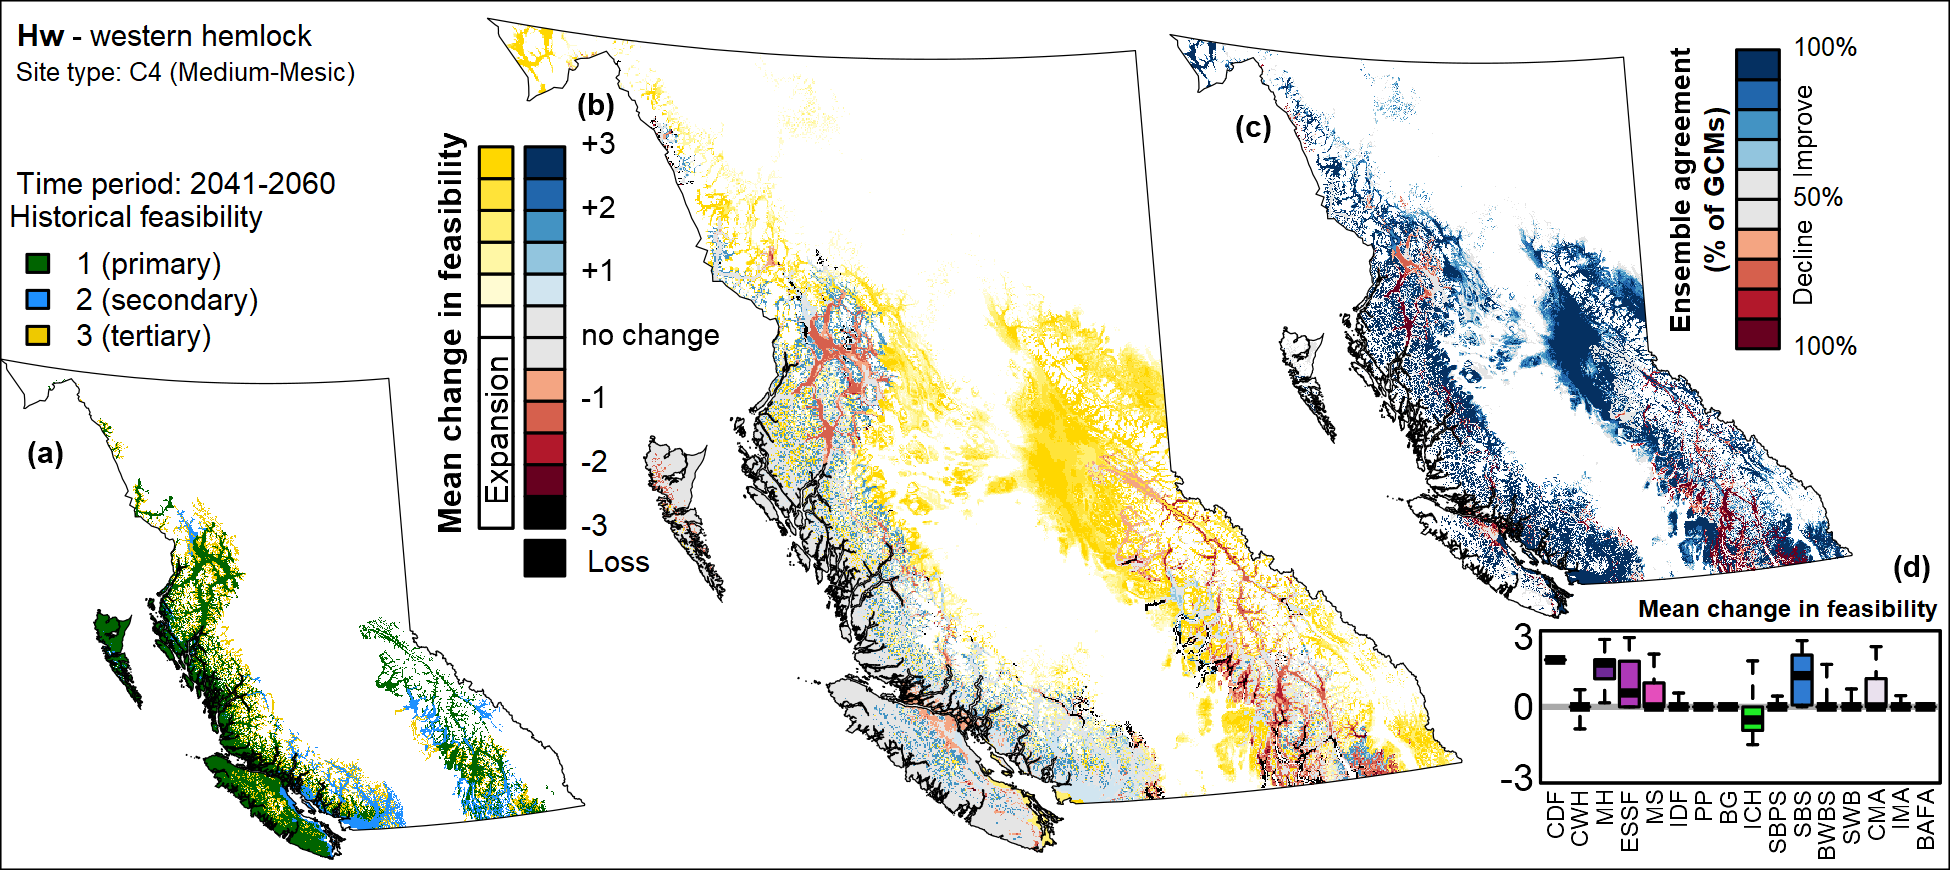 Hw - western hemlock
Site type: C4 (Medium-Mesic)
Time period: 2041-2060
Historical feasibility
1 (primary)
2 (secondary)
3 (tertiary)
(a)
(b)
Mean change in feasibility
Expansion
+3
+2
+1
no change
-1
-2
-3
Loss
(c)
Ensemble agreement
(% of GCMs)
100%
Improve
50%
Decline
100%
(d)
Mean change in feasibility
3
0
-3
CDF
CWH
MH
ESSF
MS
IDF
PP
BG
ICH
SBPS
SBS
BWBS
SWB
CMA
IMA
BAFA